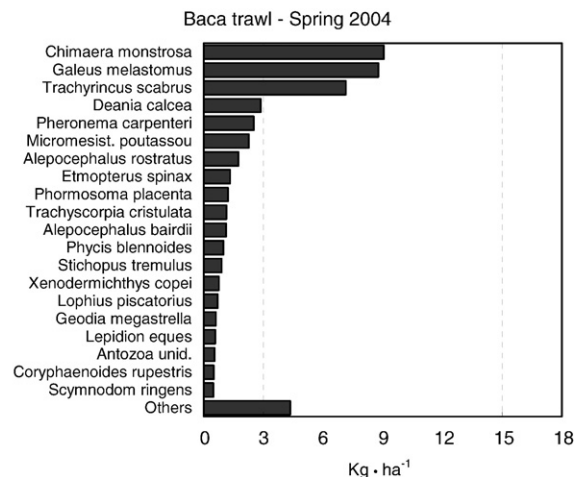 Baca trawl - Spring 2004
Chimaera monstrosa
Galeus melastomus
Trachyrincus scabrus
Deania calcea
Pheronema carpenteri
Micromesist. poutassou
Alepocephalus rostratus
Etmopterus spinax
Phormosoma placenta
Trachyscorpia cristulata
Alepocephalus bairdii
Phycis blennoides
Stichopus tremulus
Xenodermichthys copei
Lophius piscatorius
Geodia megastrella
Lepidion eques
Antozoa unid.
Coryphaenoides rupestris
Scymnodom ringens
Others
0 3 6 9 12 15 18
Kg · ha⁻¹